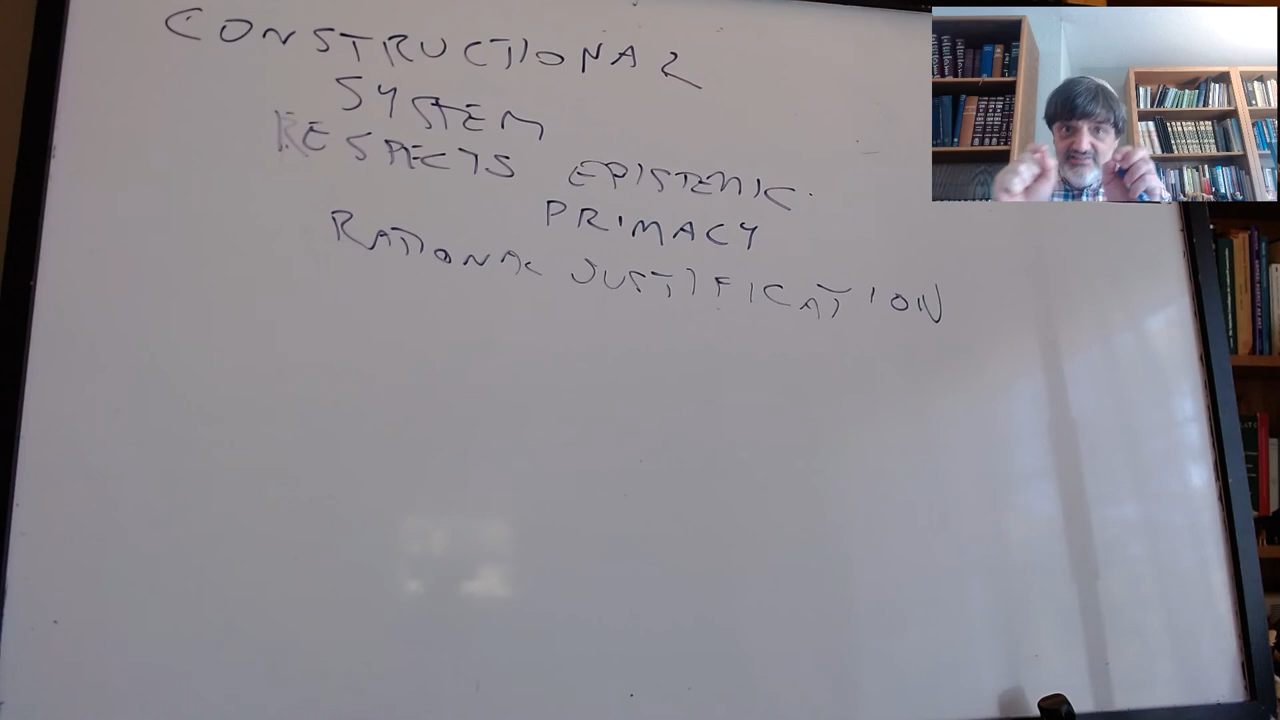 CONSTRUCTIONAL
SYSTEM
RESPECTS EPISTEMIC
PRIMACY
RATIONAL JUSTIFICATION